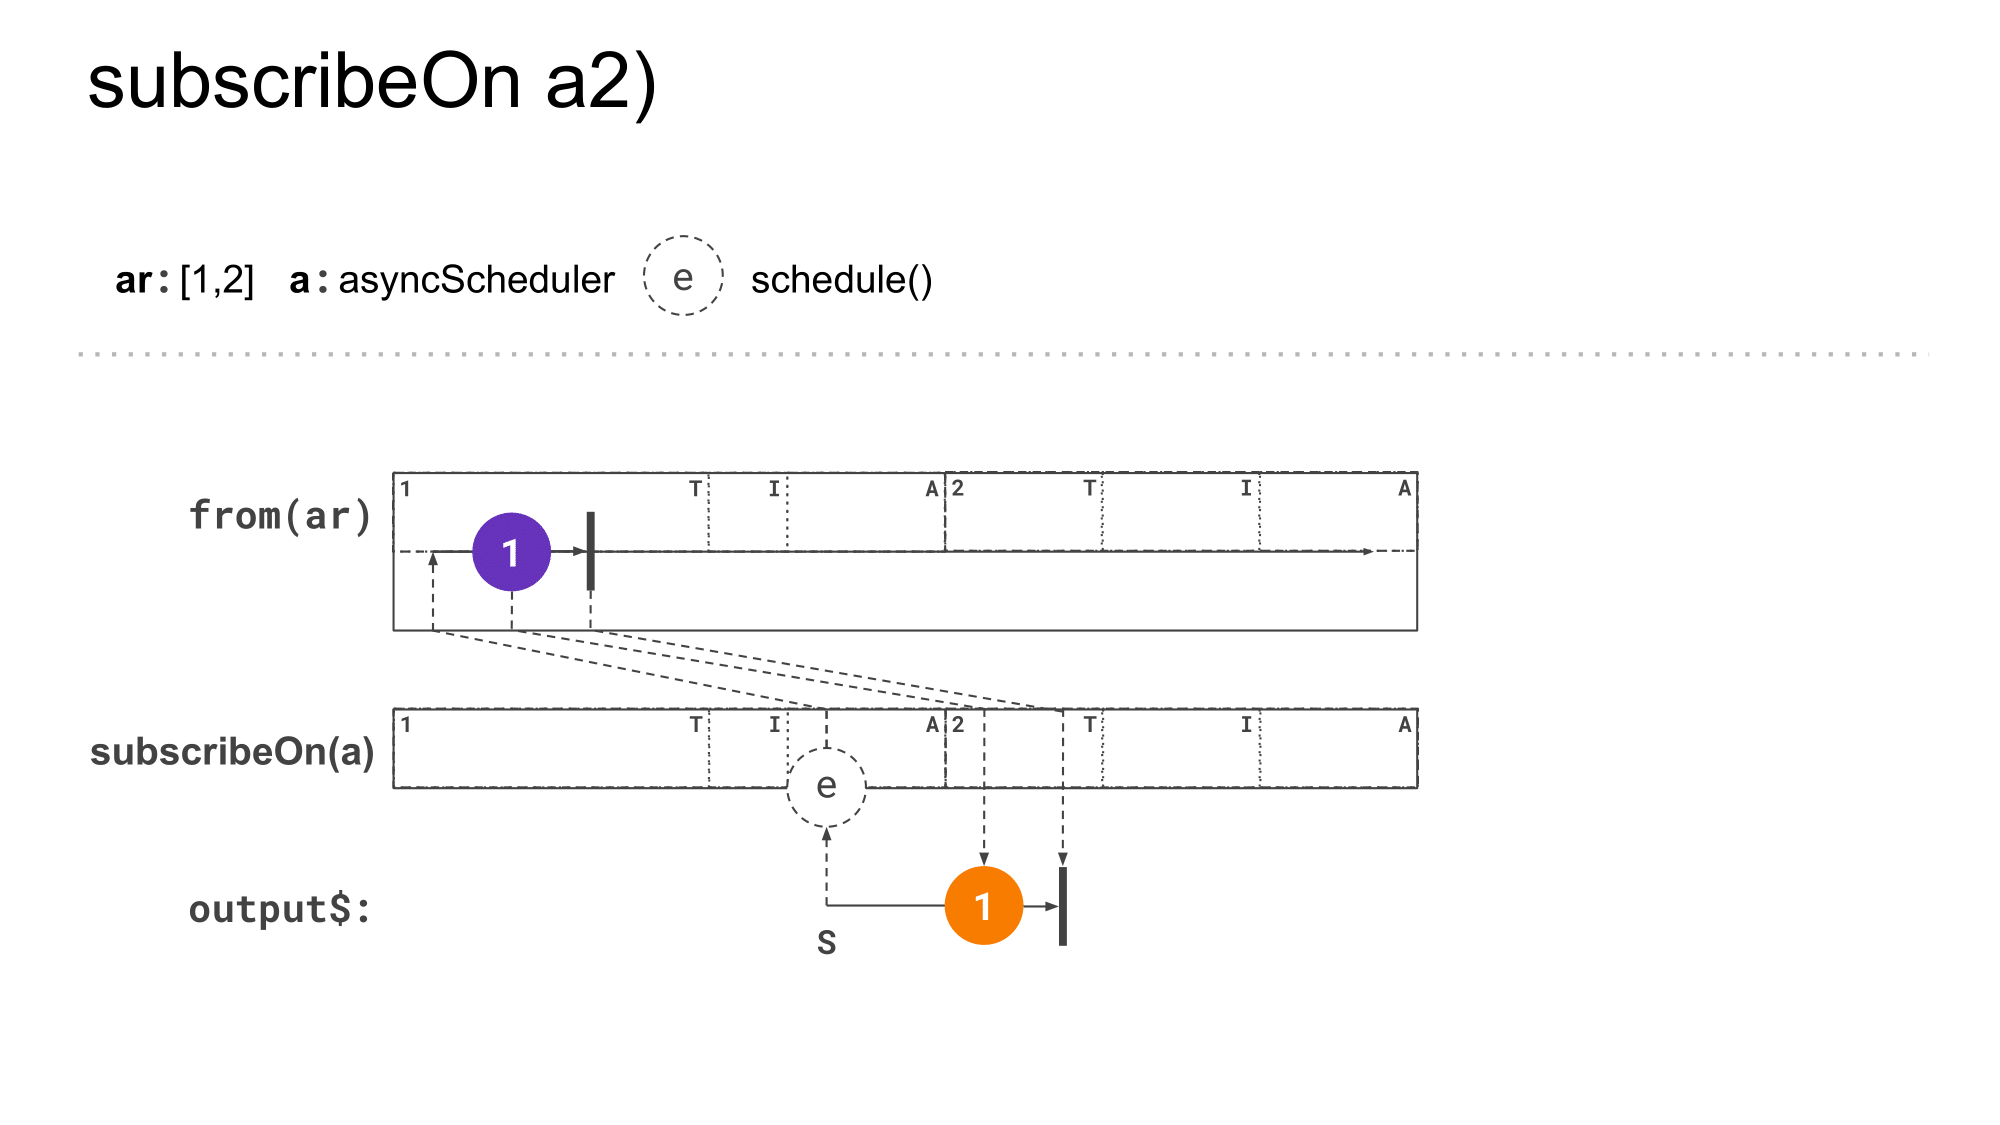 subscribeOn a2)
ar: [1,2] a: asyncScheduler e schedule()
1 T I A 2 T I A
from(ar)
1
1 T I A 2 T I A
subscribeOn(a)
e
output$: 1
S